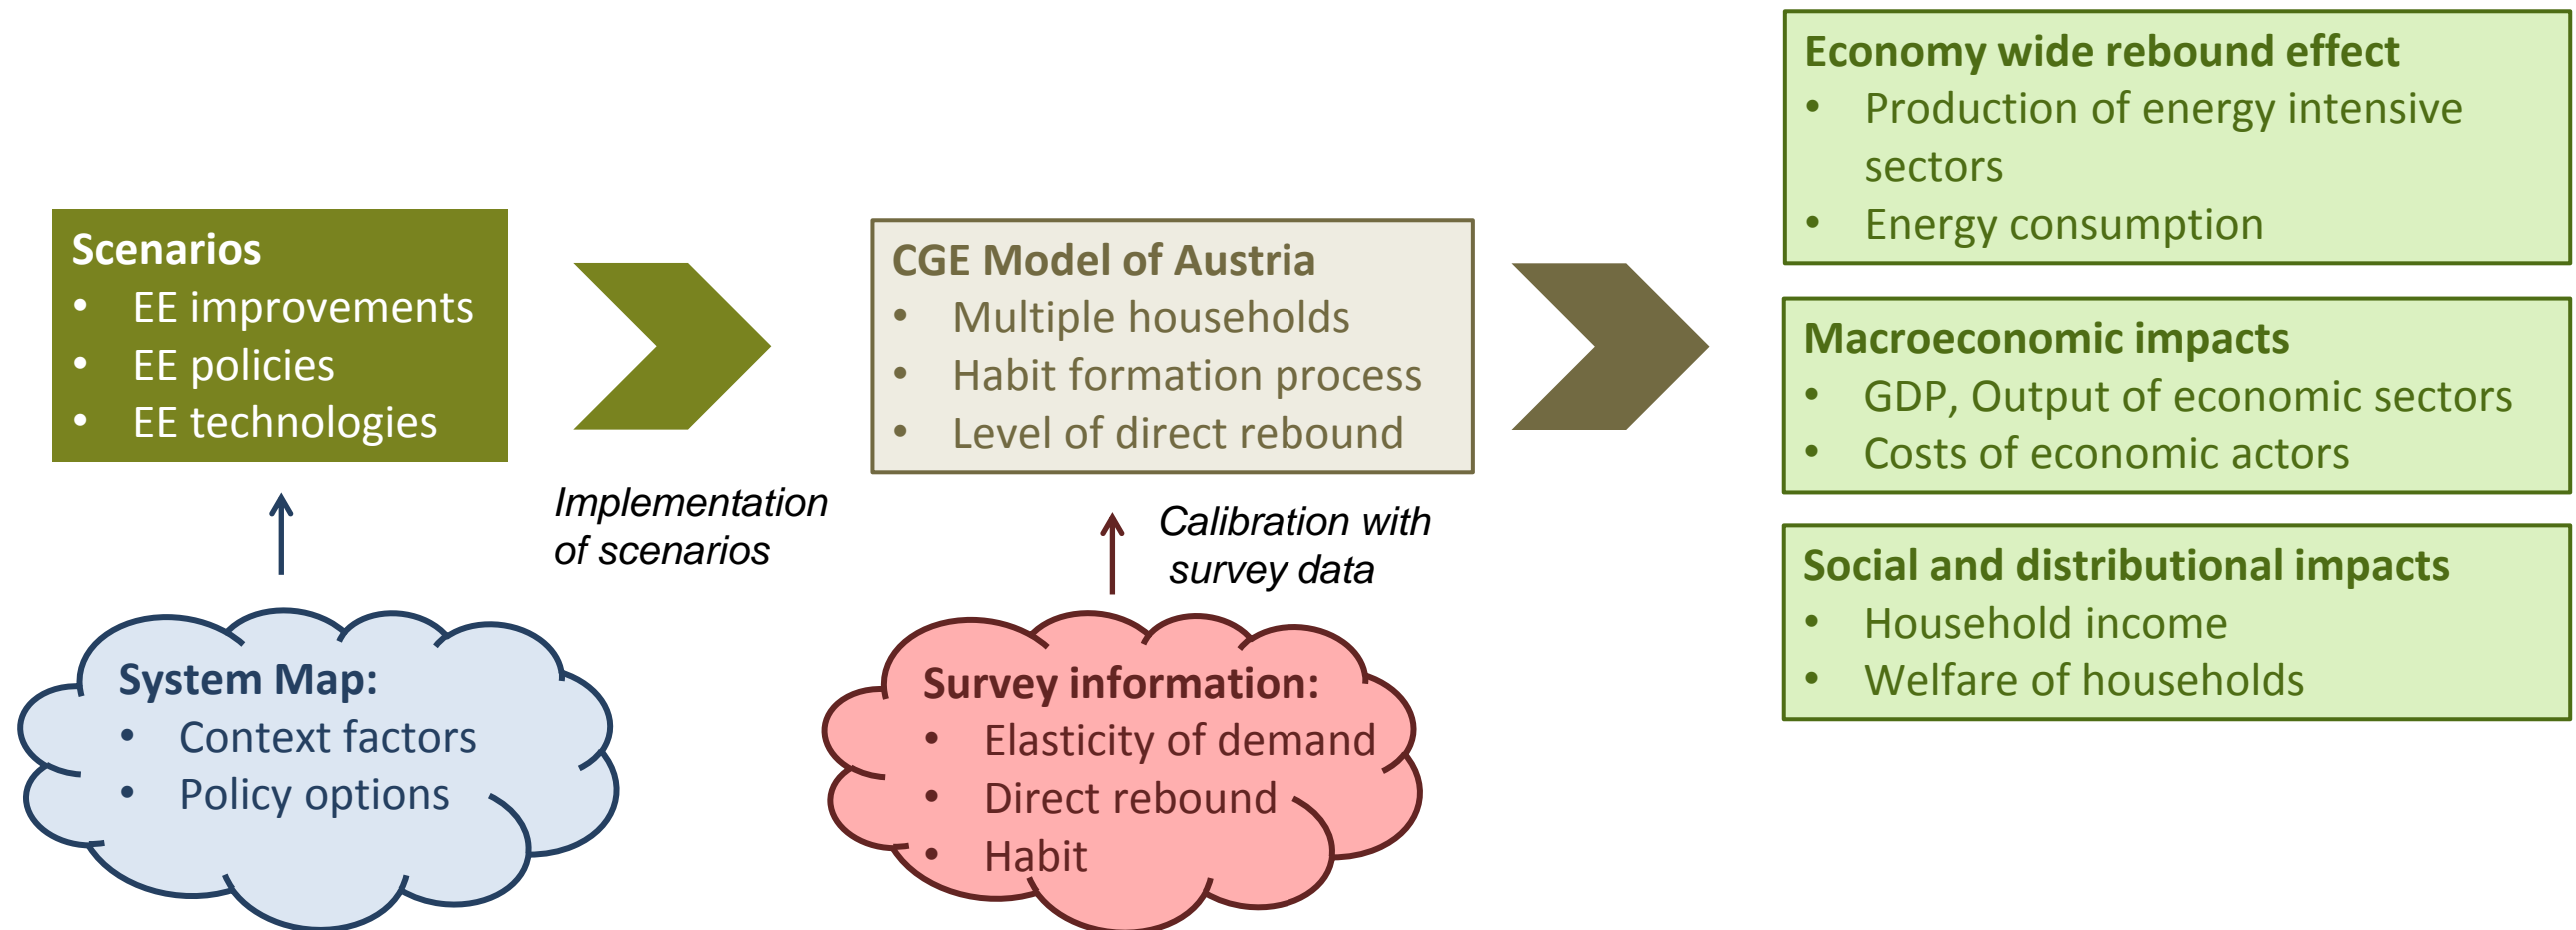 Scenarios
• EE improvements
• EE policies
• EE technologies
Implementation
of scenarios
System Map:
• Context factors
• Policy options
CGE Model of Austria
• Multiple households
• Habit formation process
• Level of direct rebound
Calibration with
survey data
Survey information:
• Elasticity of demand
• Direct rebound
• Habit
Economy wide rebound effect
• Production of energy intensive
sectors
• Energy consumption
Macroeconomic impacts
• GDP, Output of economic sectors
• Costs of economic actors
Social and distributional impacts
• Household income
• Welfare of households